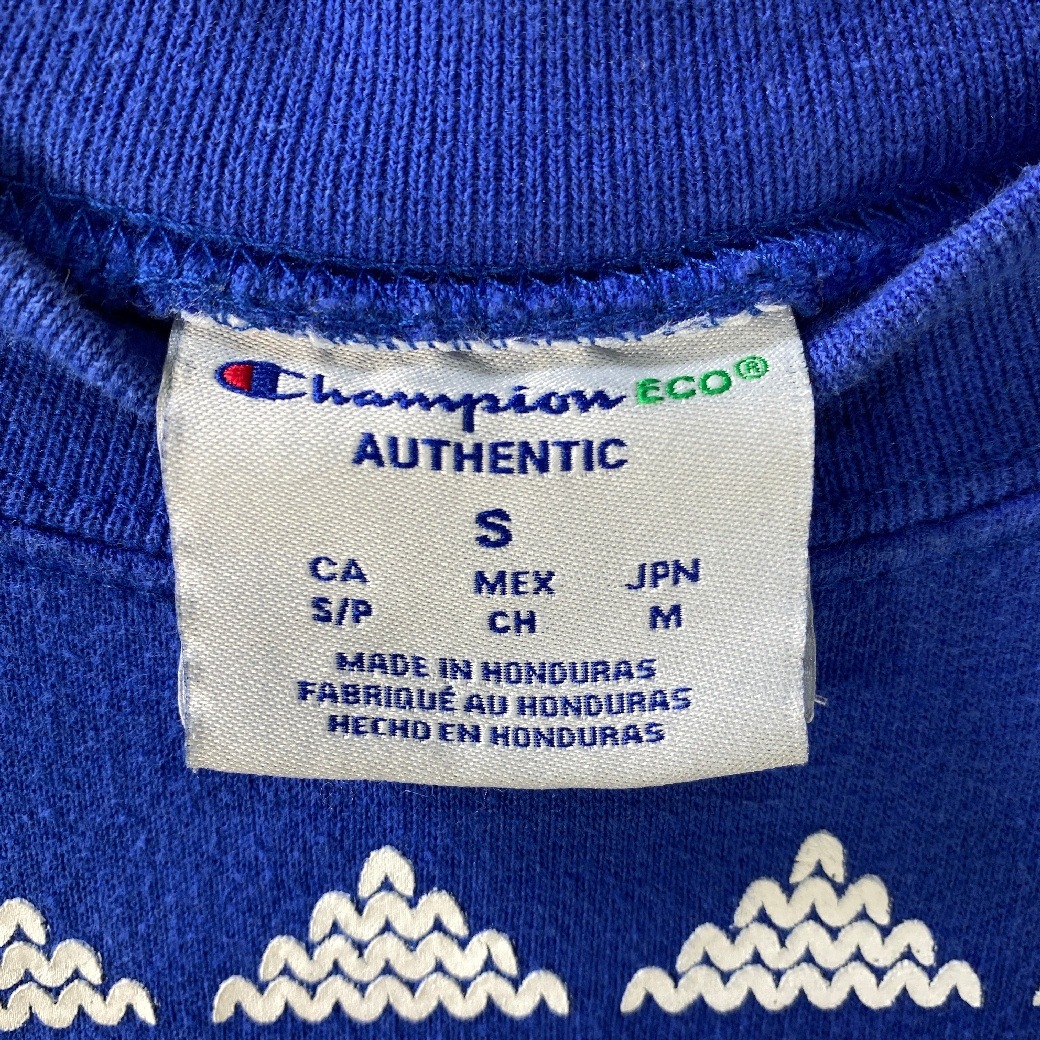 Champion ECO®
AUTHENTIC
S
CA MEX JPN
S/P CH M
MADE IN HONDURAS
FABRIQUÉ AU HONDURAS
HECHO EN HONDURAS